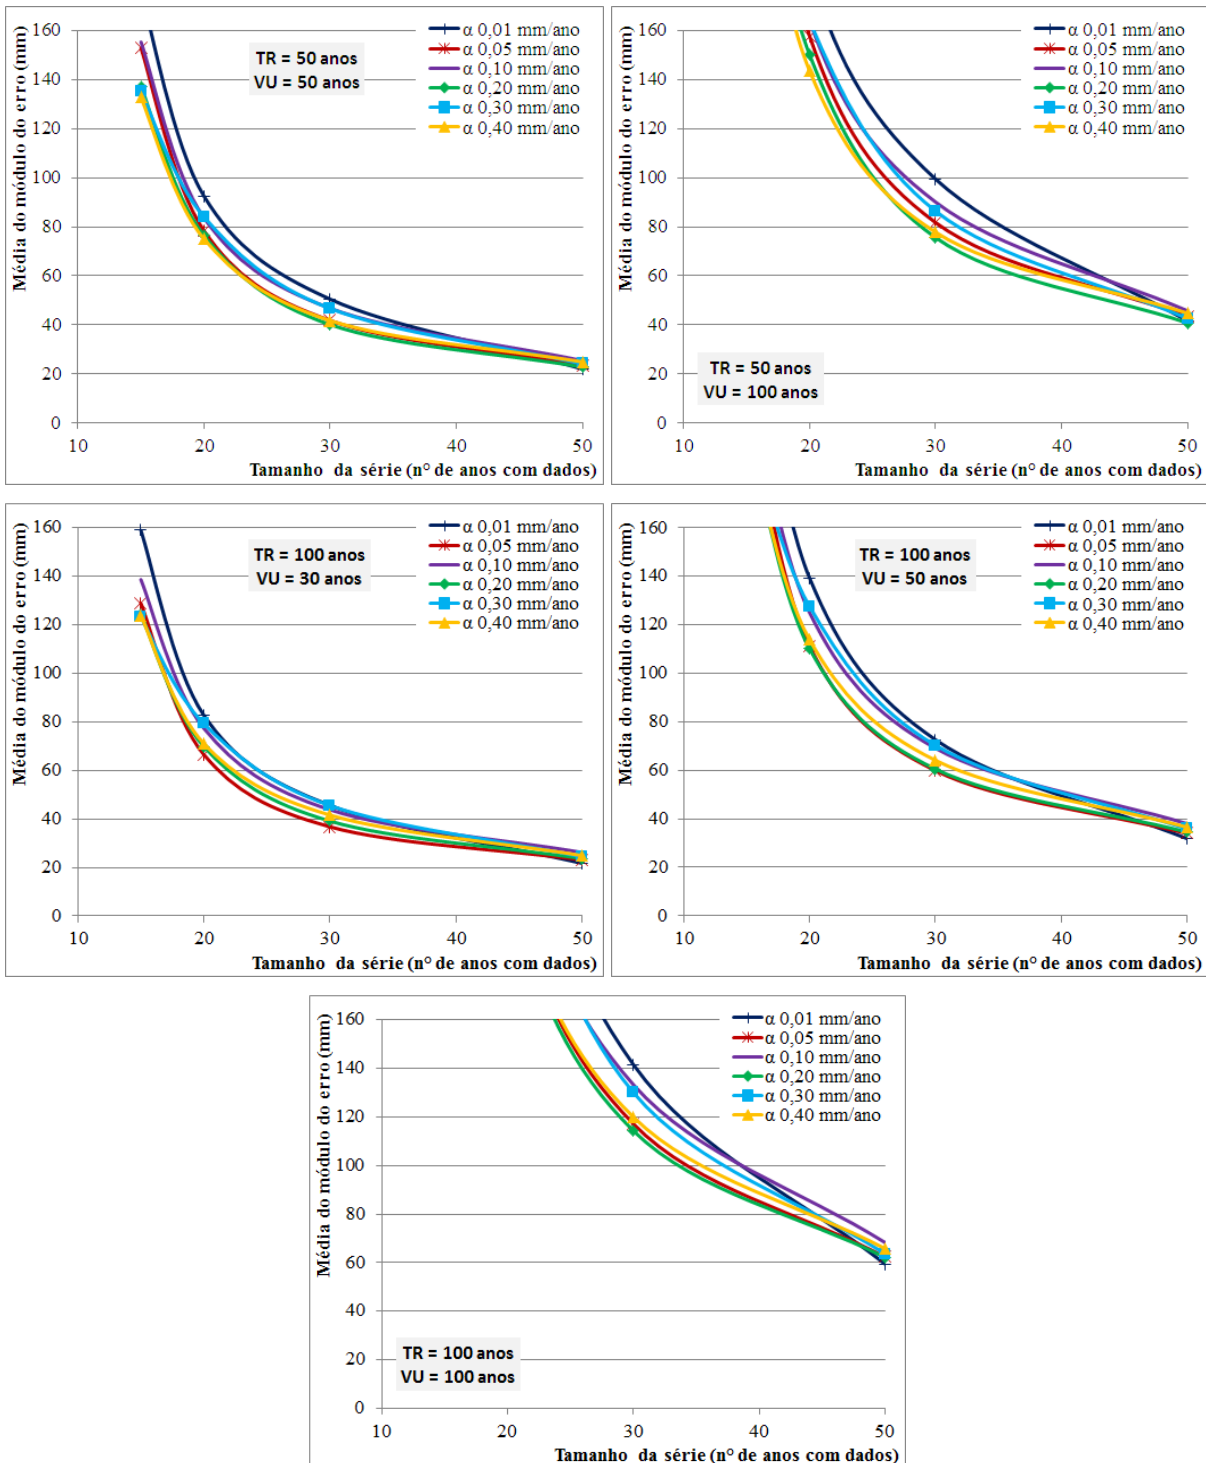 Média do módulo do erro (mm)
160
140
120
100
80
60
40
20
0
10
20
30
40
50
Tamanho da série (n° de anos com dados)
TR = 50 anos
VU = 50 anos
α 0,01 mm/ano
α 0,05 mm/ano
α 0,10 mm/ano
α 0,20 mm/ano
α 0,30 mm/ano
α 0,40 mm/ano
Média do módulo do erro (mm)
160
140
120
100
80
60
40
20
0
10
20
30
40
50
Tamanho da série (n° de anos com dados)
TR = 50 anos
VU = 100 anos
α 0,01 mm/ano
α 0,05 mm/ano
α 0,10 mm/ano
α 0,20 mm/ano
α 0,30 mm/ano
α 0,40 mm/ano
Média do módulo do erro (mm)
160
140
120
100
80
60
40
20
0
10
20
30
40
50
Tamanho da série (n° de anos com dados)
TR = 100 anos
VU = 30 anos
α 0,01 mm/ano
α 0,05 mm/ano
α 0,10 mm/ano
α 0,20 mm/ano
α 0,30 mm/ano
α 0,40 mm/ano
Média do módulo do erro (mm)
160
140
120
100
80
60
40
20
0
10
20
30
40
50
Tamanho da série (n° de anos com dados)
TR = 100 anos
VU = 50 anos
α 0,01 mm/ano
α 0,05 mm/ano
α 0,10 mm/ano
α 0,20 mm/ano
α 0,30 mm/ano
α 0,40 mm/ano
Média do módulo do erro (mm)
160
140
120
100
80
60
40
20
0
10
20
30
40
50
Tamanho da série (n° de anos com dados)
TR = 100 anos
VU = 100 anos
α 0,01 mm/ano
α 0,05 mm/ano
α 0,10 mm/ano
α 0,20 mm/ano
α 0,30 mm/ano
α 0,40 mm/ano